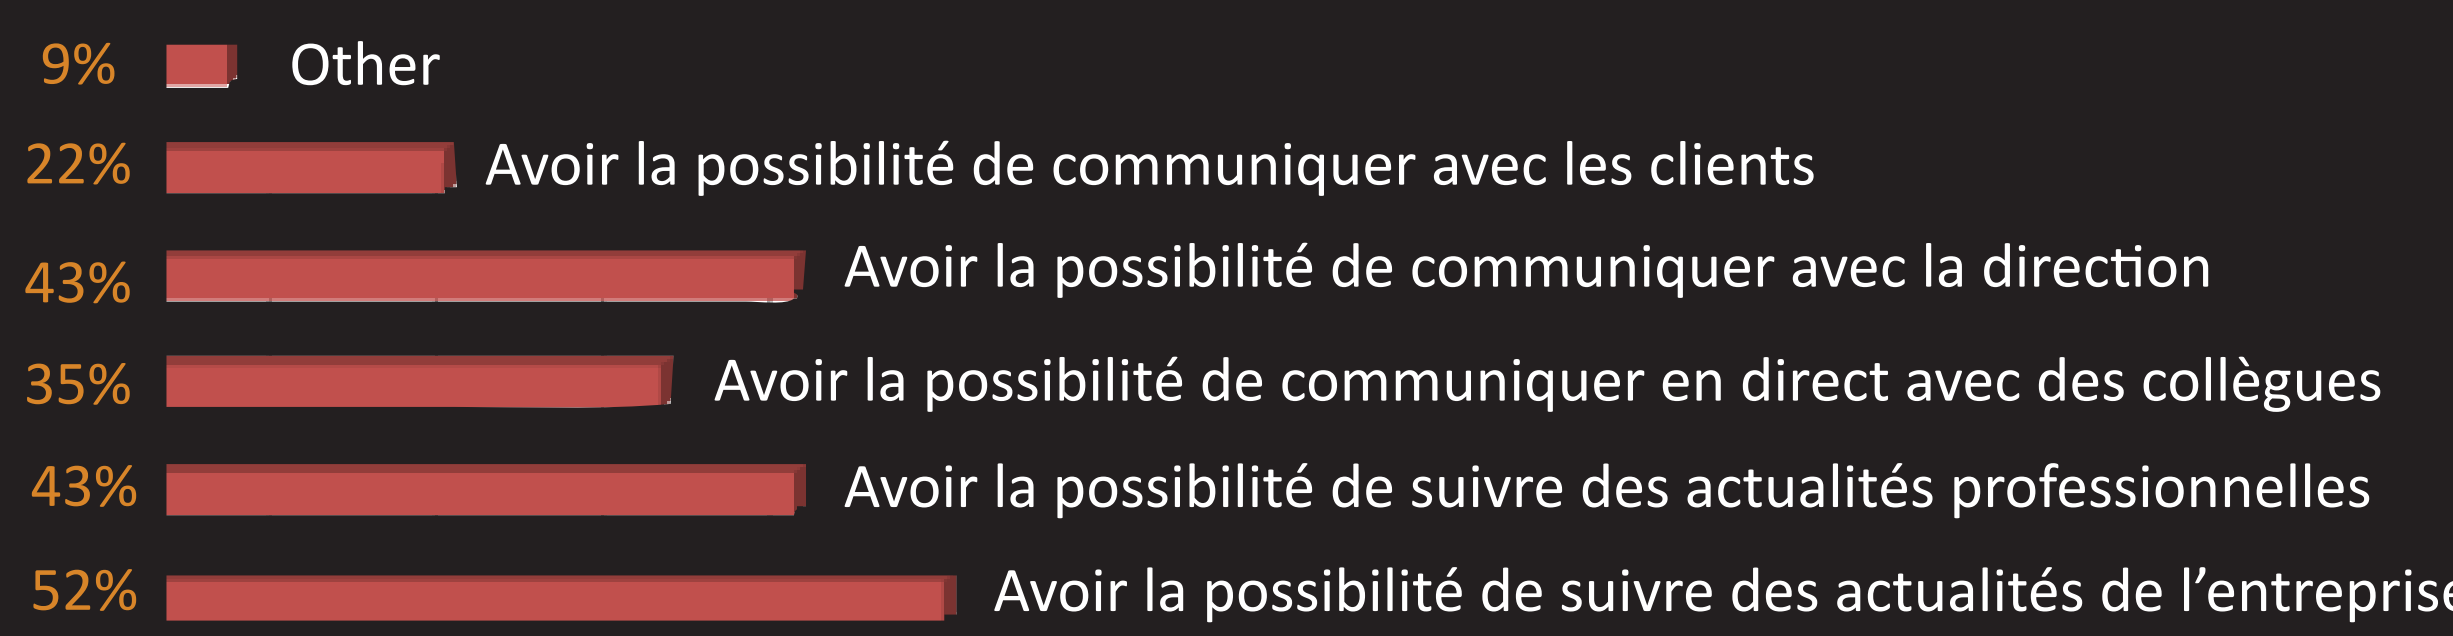 9% Other
22% Avoir la possibilité de communiquer avec les clients
43% Avoir la possibilité de communiquer avec la direction
35% Avoir la possibilité de communiquer en direct avec des collègues
43% Avoir la possibilité de suivre des actualités professionnelles
52% Avoir la possibilité de suivre des actualités de l’entreprise